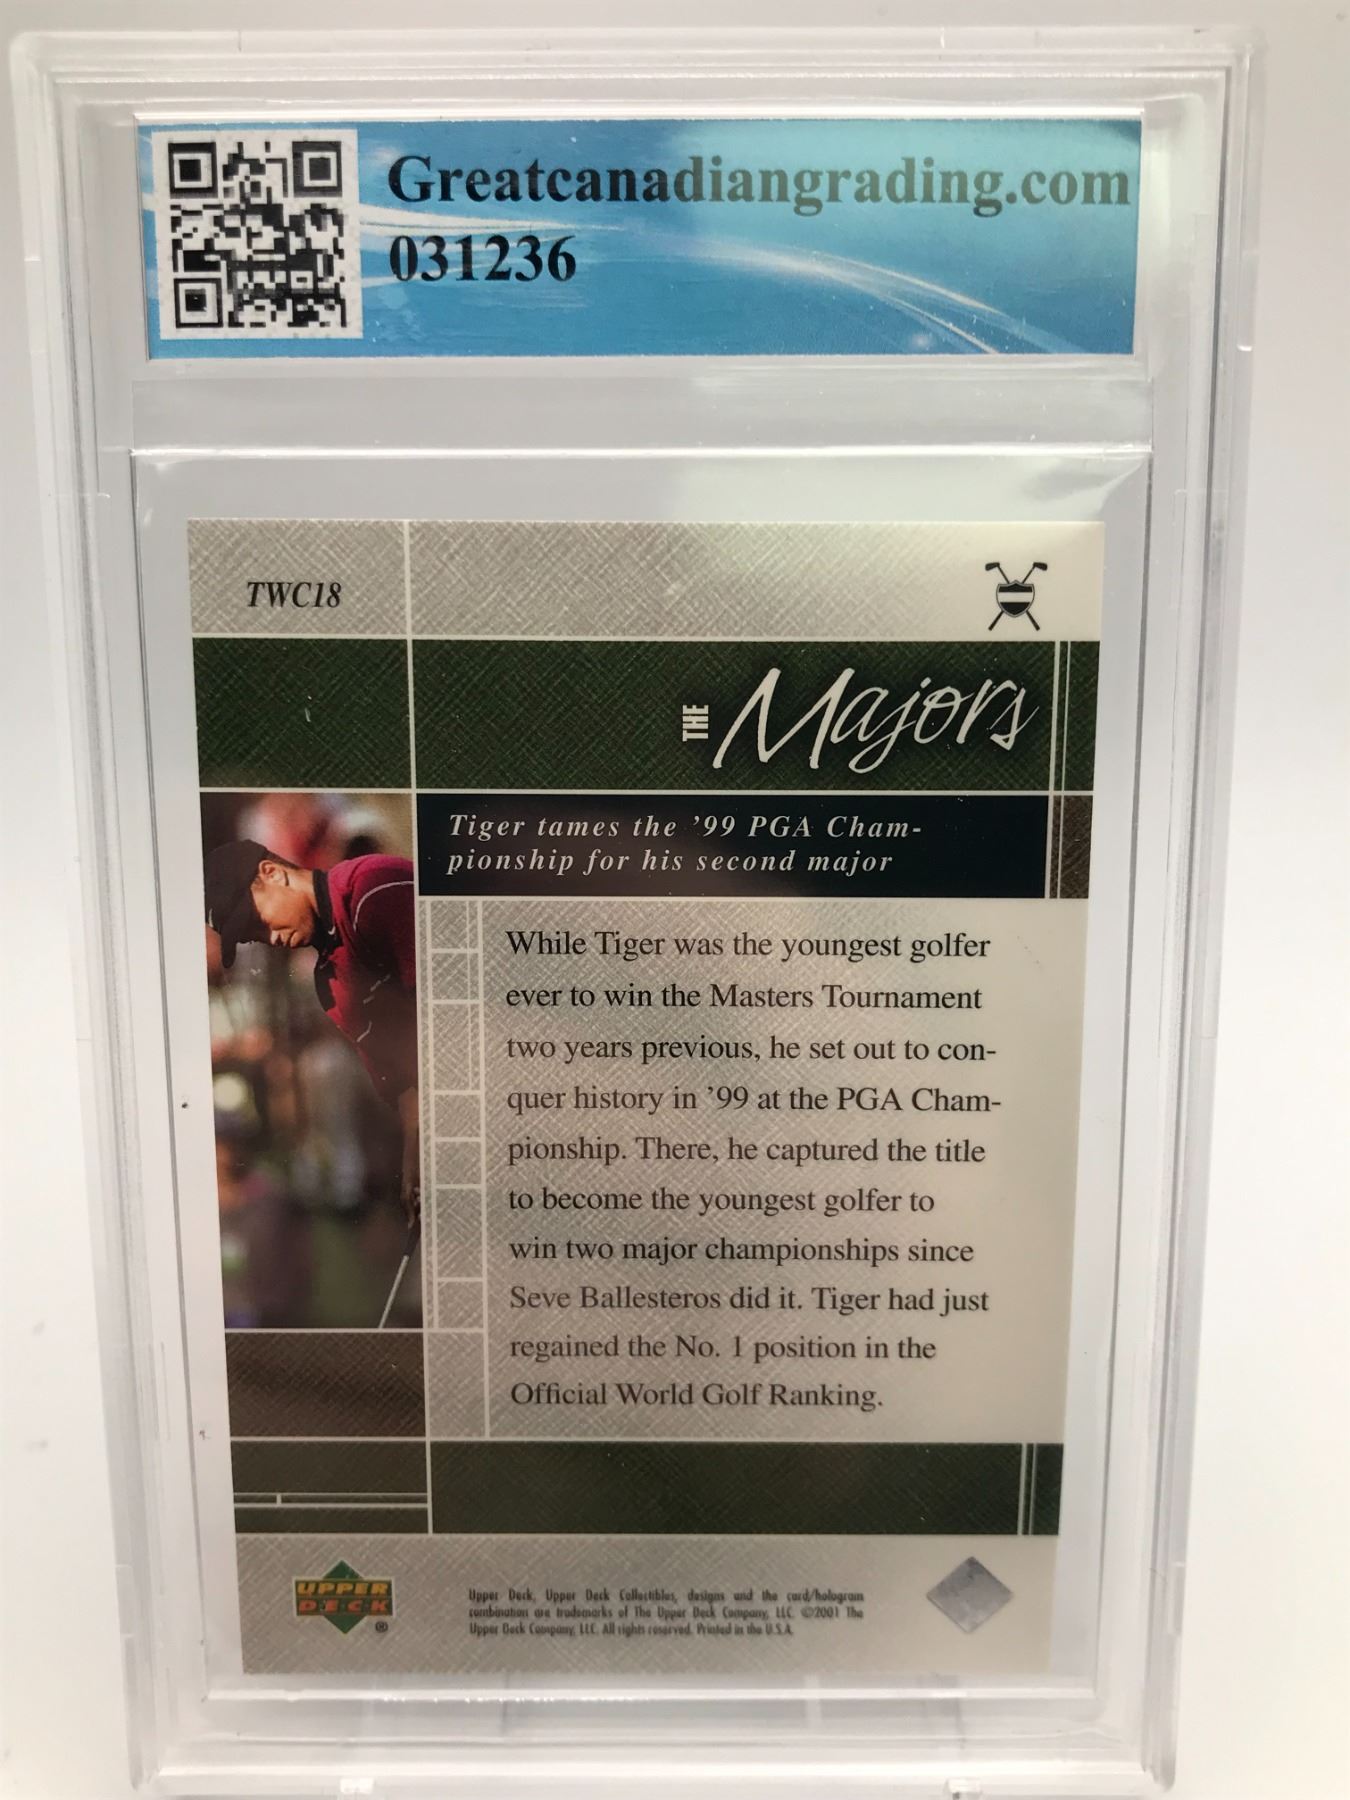 Greatcanadiangrading.com
031236
TWC18
THE Majors
Tiger tames the ’99 PGA Cham-
pionship for his second major
While Tiger was the youngest golfer
ever to win the Masters Tournament
two years previous, he set out to con-
quer history in ’99 at the PGA Cham-
pionship. There, he captured the title
to become the youngest golfer to
win two major championships since
Seve Ballesteros did it. Tiger had just
regained the No. 1 position in the
Official World Golf Ranking.
UPPER
DECK
®
Upper Deck, Upper Deck Collectibles, designs and the card/hologram
combination are trademarks of The Upper Deck Company, LLC. ©2001 The
Upper Deck Company, LLC. All rights reserved. Printed in the U.S.A.